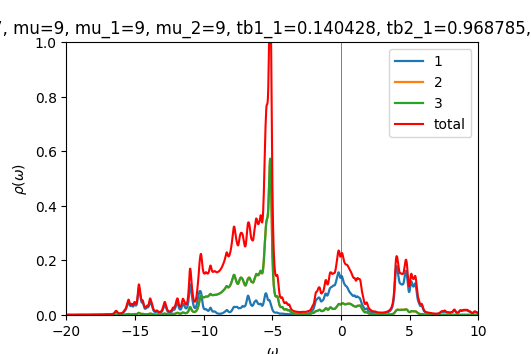 , mu=9, mu_1=9, mu_2=9, tb1_1=0.140428, tb2_1=0.968785,
1.0
0.8
0.6
0.4
0.2
0.0
ρ(ω)
1
2
3
total
−20 −15 −10 −5 0 5 10
ω